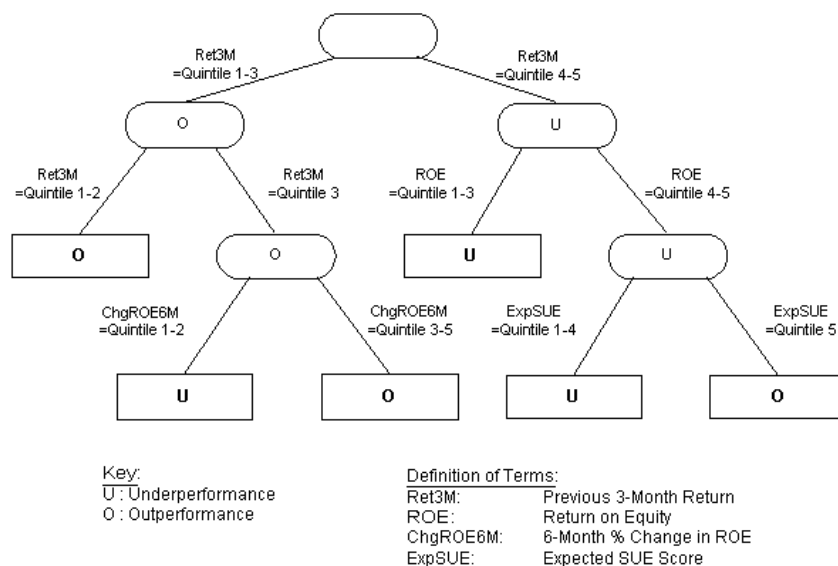 Ret3M
=Quintile 1-3
Ret3M
=Quintile 4-5
O
U
Ret3M
=Quintile 1-2
Ret3M
=Quintile 3
ROE
=Quintile 1-3
ROE
=Quintile 4-5
O
O
U
U
ChgROE6M
=Quintile 1-2
ChgROE6M
=Quintile 3-5
ExpSUE
=Quintile 1-4
ExpSUE
=Quintile 5
U
O
U
O
Key:
U : Underperformance
O : Outperformance
Definition of Terms:
Ret3M: Previous 3-Month Return
ROE: Return on Equity
ChgROE6M: 6-Month % Change in ROE
ExpSUE: Expected SUE Score